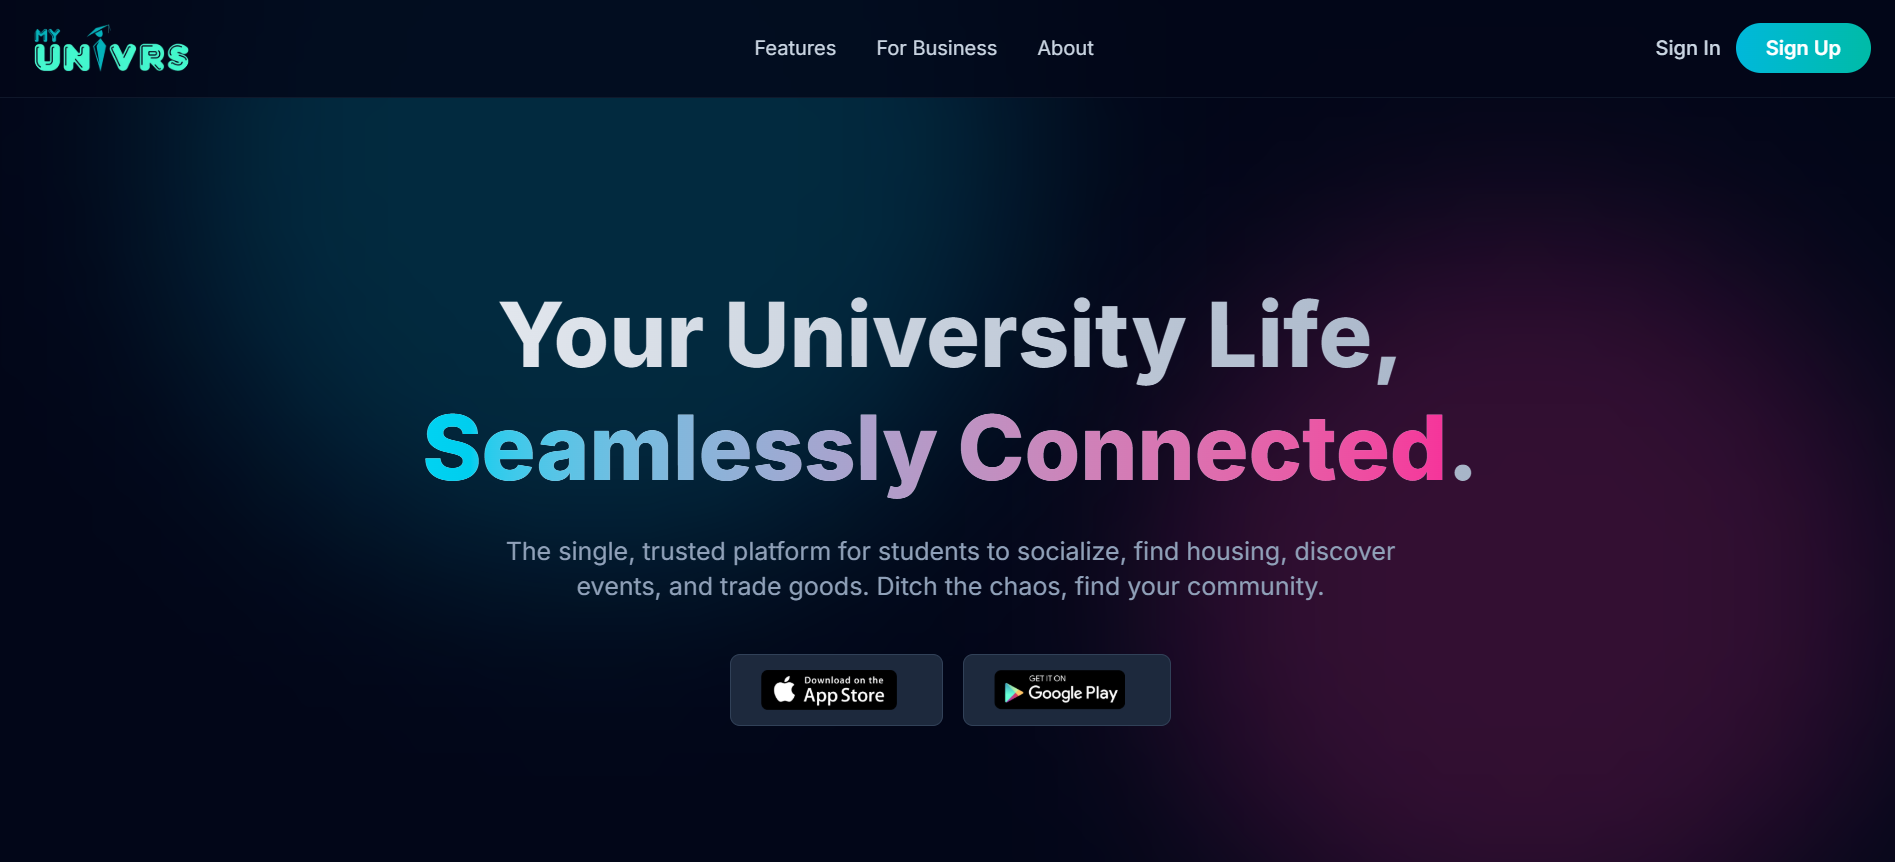 MY
UNIVRS
Features
For Business
About
Sign In
Sign Up
Your University Life,
Seamlessly Connected.
The single, trusted platform for students to socialize, find housing, discover
events, and trade goods. Ditch the chaos, find your community.
Download on the
App Store
GET IT ON
Google Play